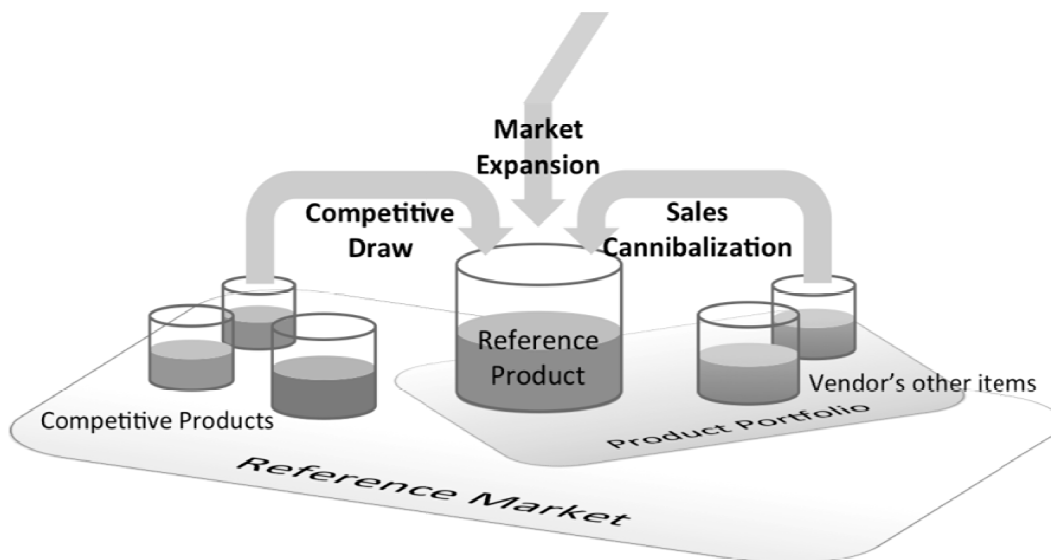 Market
Expansion
Competitive
Draw
Sales
Cannibalization
Reference
Product
Vendor's other items
Competitive Products
Product Portfolio
Reference Market